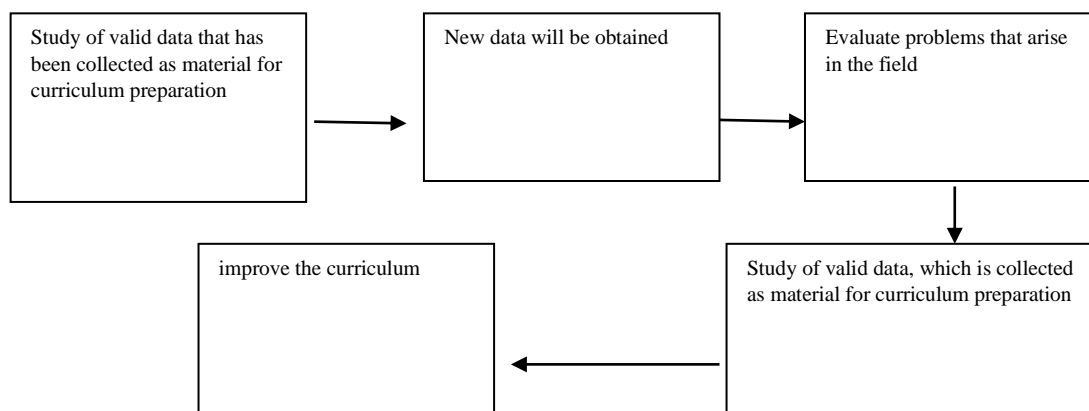 Study of valid data that has
been collected as material for
curriculum preparation
New data will be obtained
Evaluate problems that arise
in the field
Study of valid data, which is collected
as material for curriculum preparation
improve the curriculum